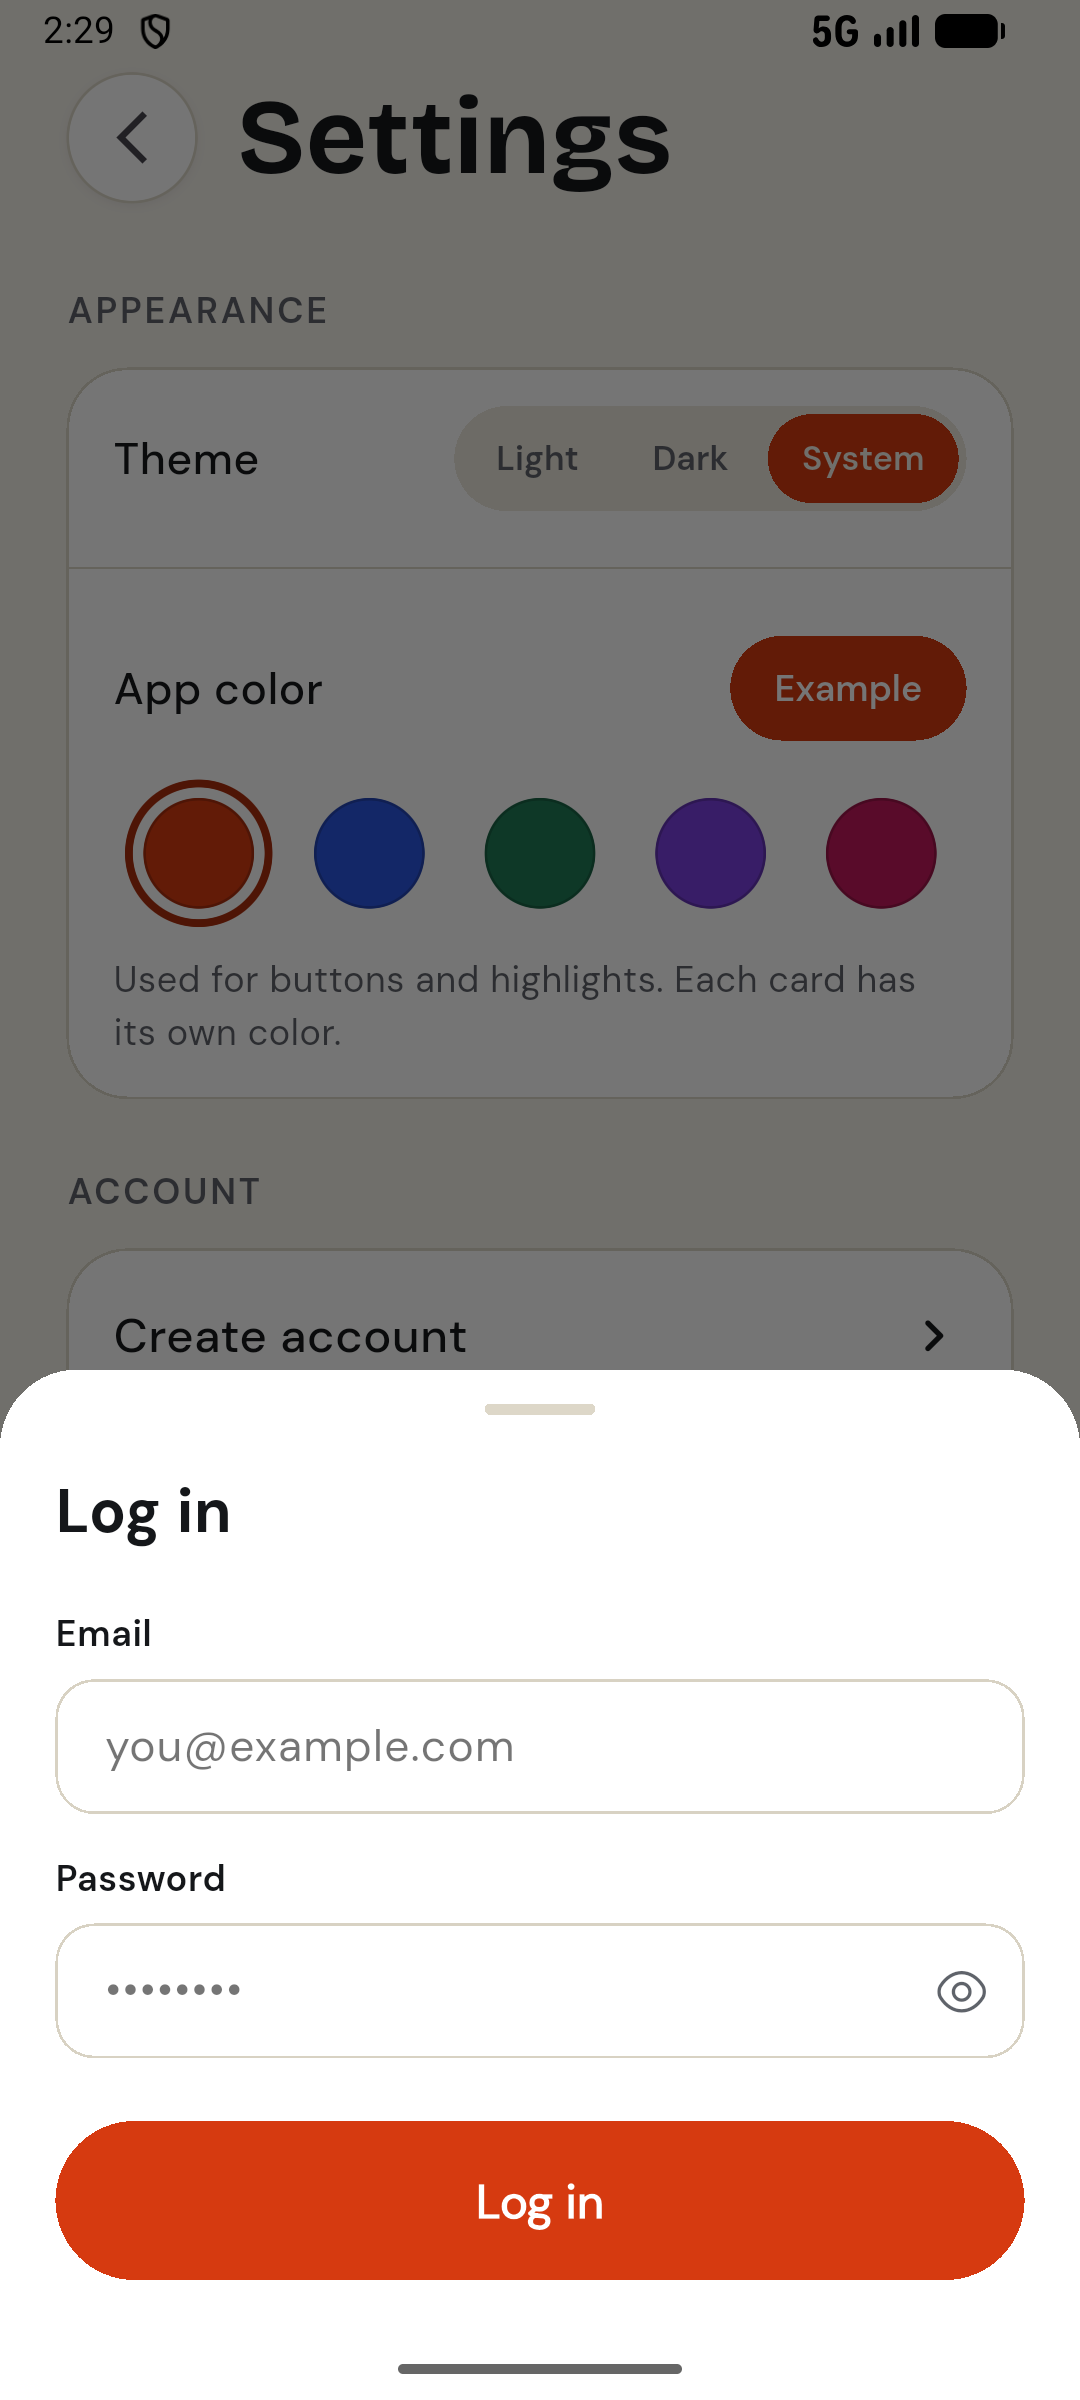 2:29
5G
Settings
APPEARANCE
Theme
Light
Dark
System
App color
Example
Used for buttons and highlights. Each card has
its own color.
ACCOUNT
Create account
Log in
Email
you@example.com
Password
••••••••
Log in